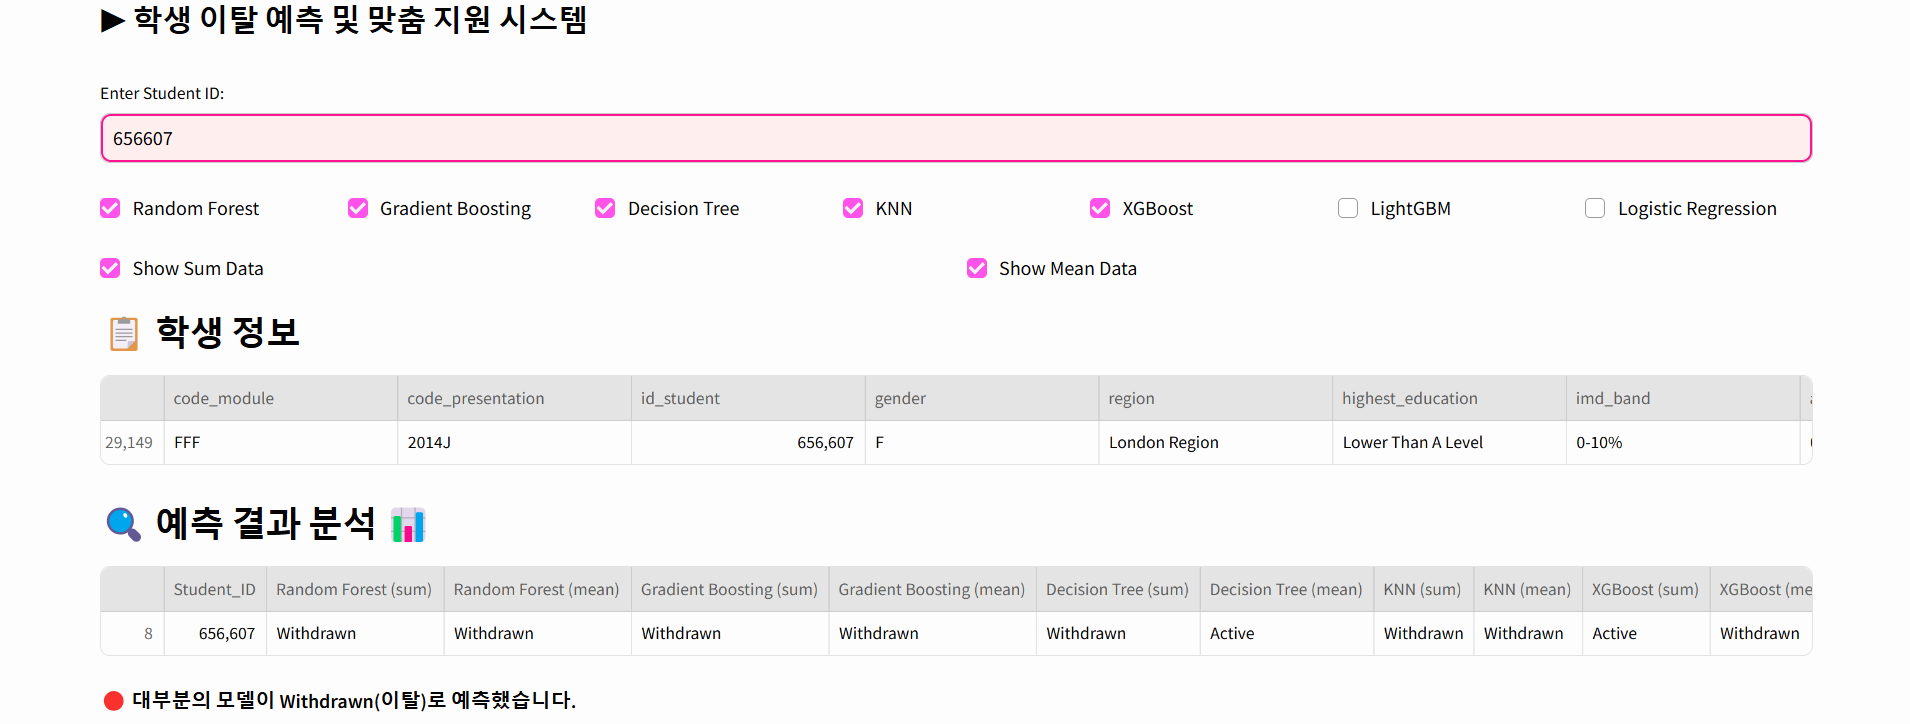 ▶ 학생 이탈 예측 및 맞춤 지원 시스템
Enter Student ID:
656607
Random Forest Gradient Boosting Decision Tree KNN XGBoost LightGBM Logistic Regression
Show Sum Data Show Mean Data
📋 학생 정보
code_module code_presentation id_student gender region highest_education imd_band
29,149 FFF 2014J 656,607 F London Region Lower Than A Level 0-10%
🔍 예측 결과 분석 📊
Student_ID Random Forest (sum) Random Forest (mean) Gradient Boosting (sum) Gradient Boosting (mean) Decision Tree (sum) Decision Tree (mean) KNN (sum) KNN (mean) XGBoost (sum) XGBoost (me
8 656,607 Withdrawn Withdrawn Withdrawn Withdrawn Withdrawn Active Withdrawn Withdrawn Active Withdrawn
🔴 대부분의 모델이 Withdrawn(이탈)로 예측했습니다.